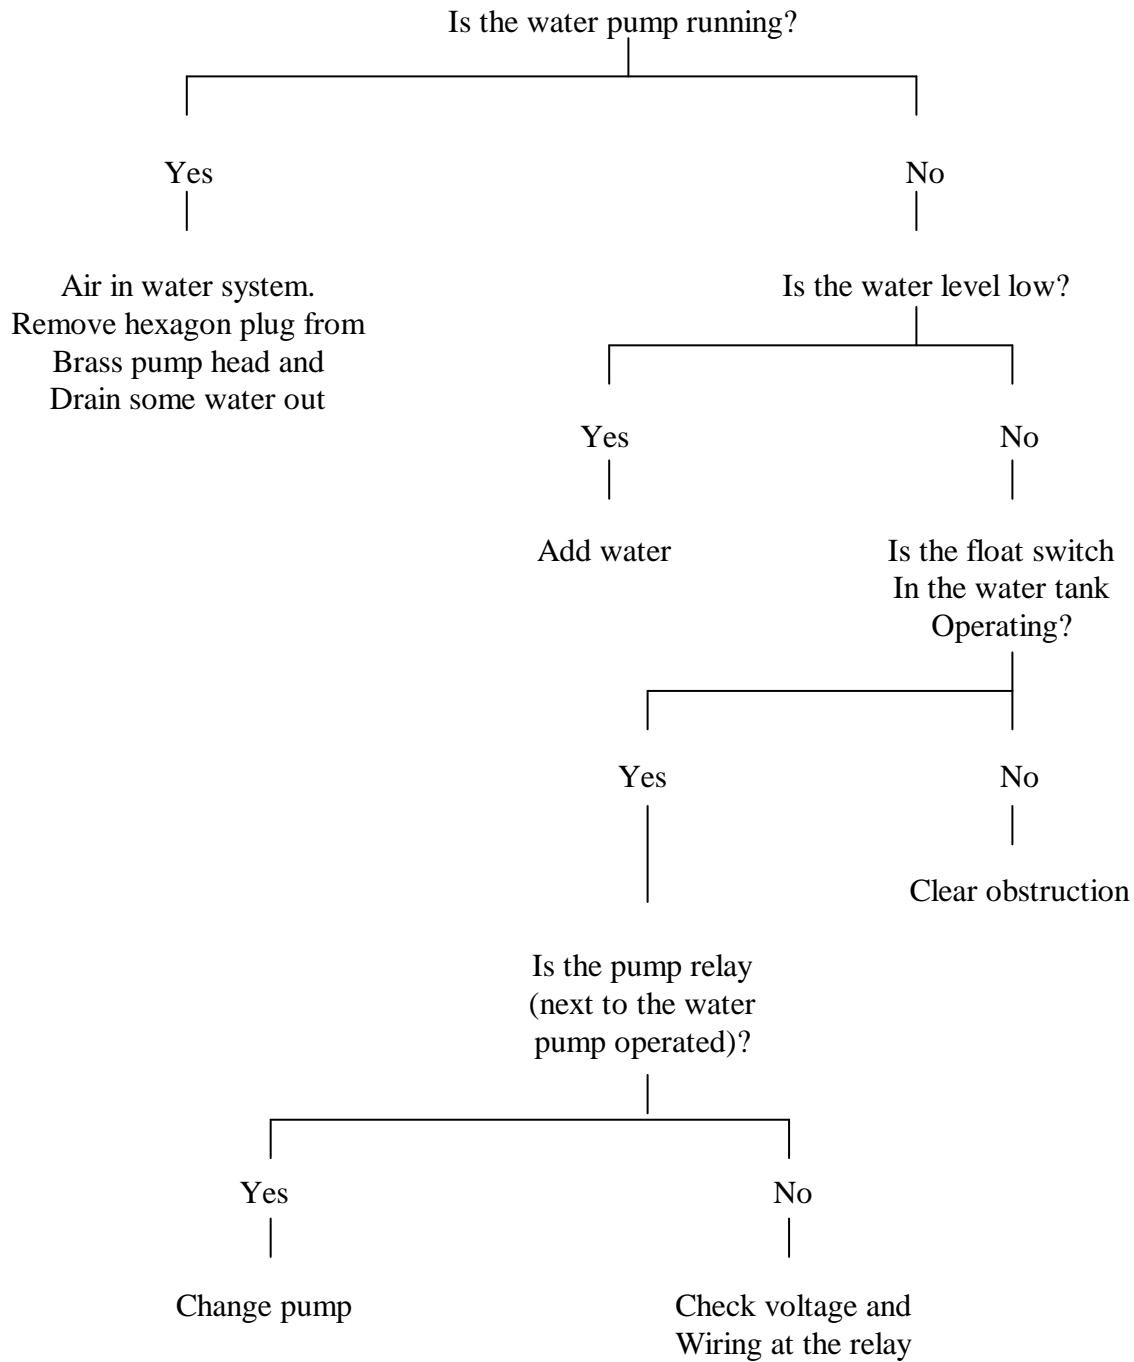 Is the water pump running?
Yes
No
Air in water system.
Remove hexagon plug from
Brass pump head and
Drain some water out
Is the water level low?
Yes
No
Add water
Is the float switch
In the water tank
Operating?
Yes
No
Clear obstruction
Is the pump relay
(next to the water
pump operated)?
Yes
No
Change pump
Check voltage and
Wiring at the relay